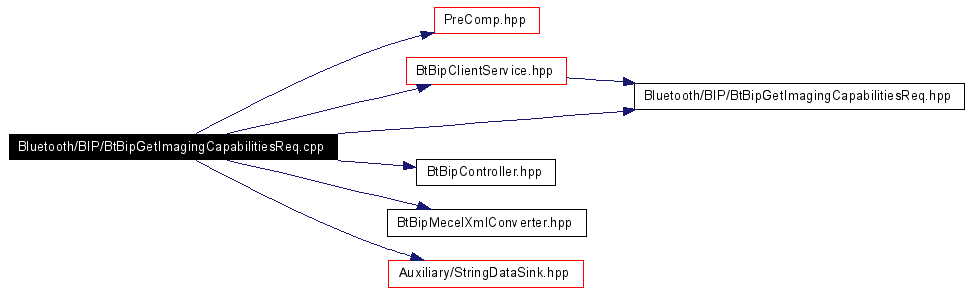 PreComp.hpp
BtBipClientService.hpp
Bluetooth/BIP/BtBipGetImagingCapabilitiesReq.hpp
Bluetooth/BIP/BtBipGetImagingCapabilitiesReq.cpp
BtBipController.hpp
BtBipMecelXmlConverter.hpp
Auxiliary/StringDataSink.hpp